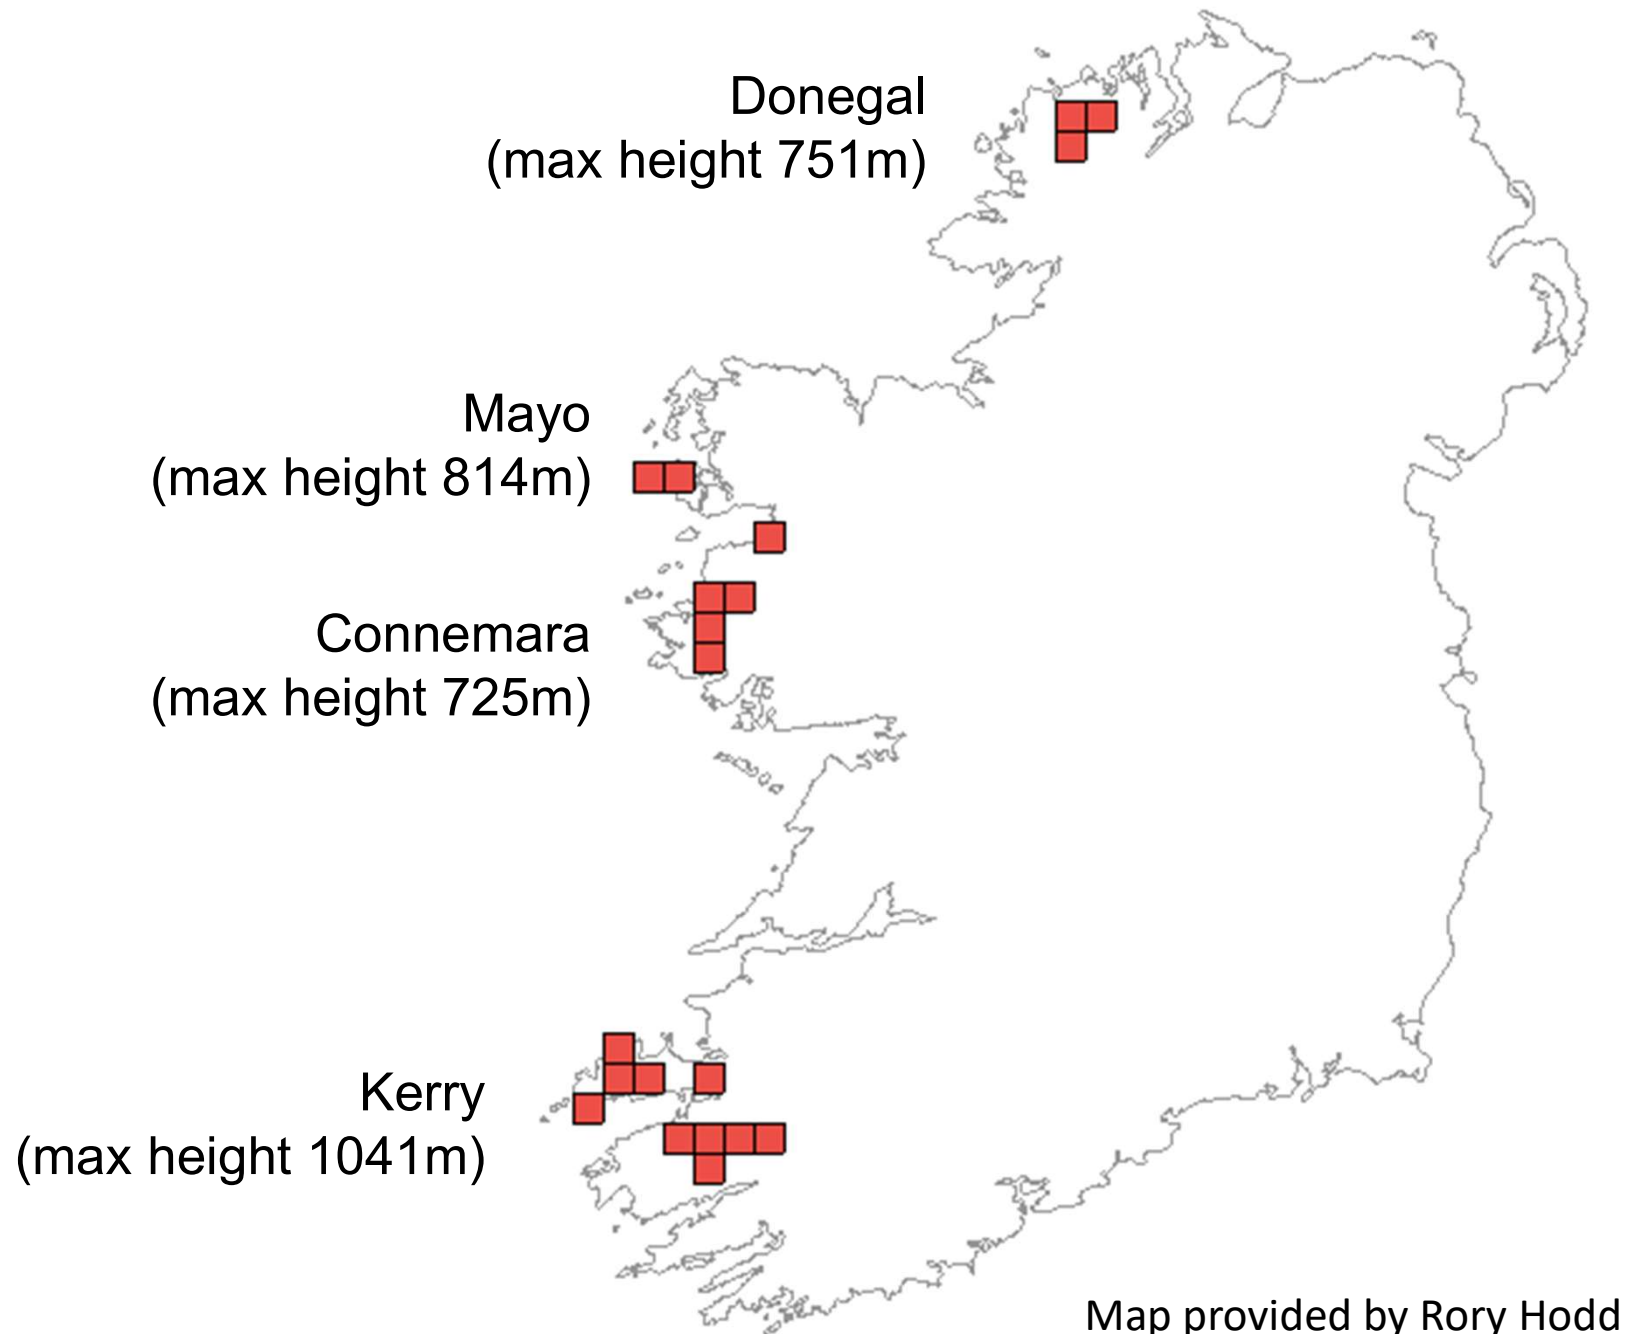 Donegal
(max height 751m)
Mayo
(max height 814m)
Connemara
(max height 725m)
Kerry
(max height 1041m)
Map provided by Rory Hodd